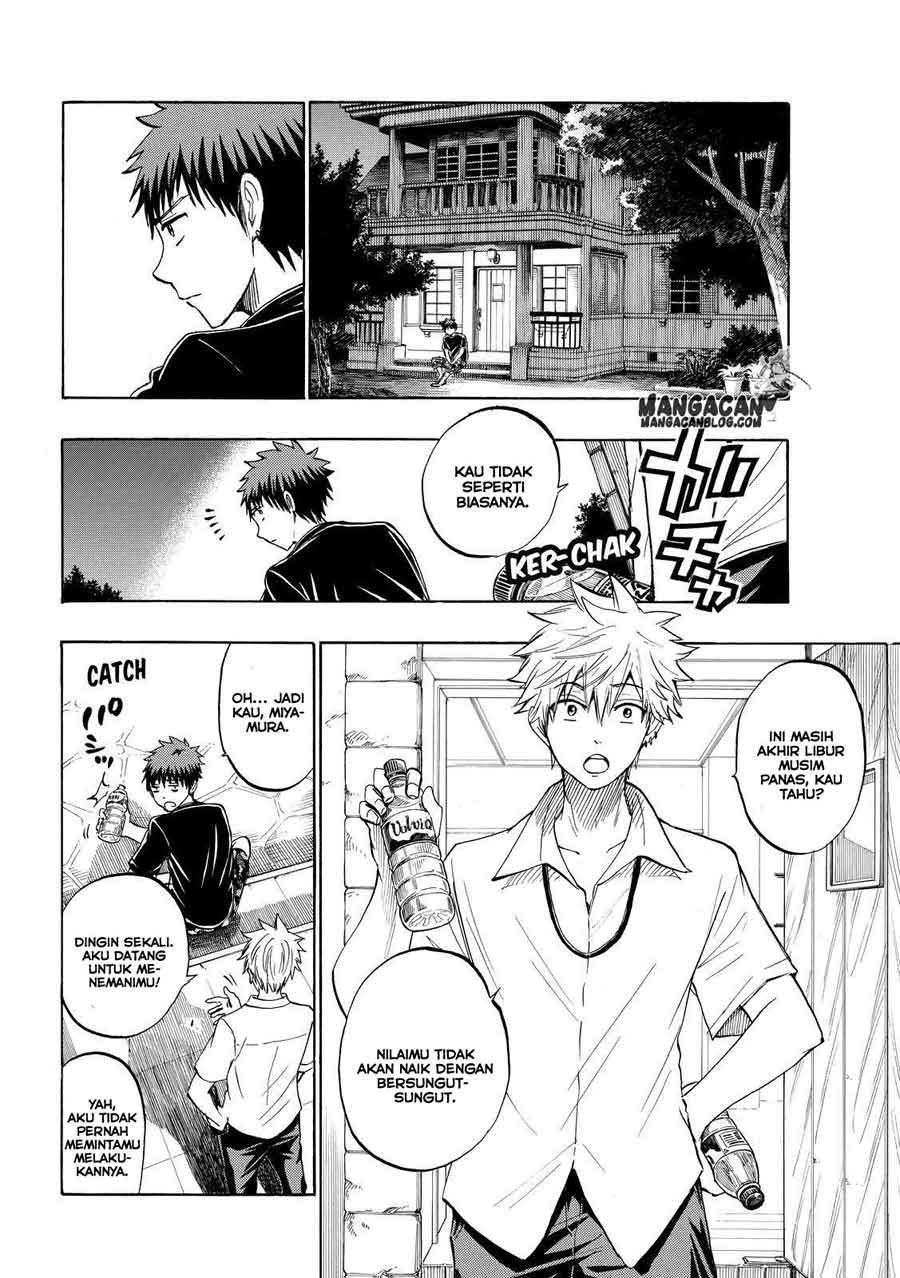 MANGACAN
MANGACANBLOG.COM
ガチャ
KAU TIDAK
SEPERTI
BIASANYA.
KER-CHAK
INI MASIH
AKHIR LIBUR
MUSIM
PANAS, KAU
TAHU?
Volvic
NILAIMU TIDAK
AKAN NAIK DENGAN
BERSUNGUT-
SUNGUT.
OH... JADI
KAU, MIYA-
MURA.
CATCH
DINGIN SEKALI.
AKU DATANG
UNTUK ME-
NEMANIMU!
YAH,
AKU TIDAK
PERNAH
MEMINTAMU
MELAKU-
KANNYA.